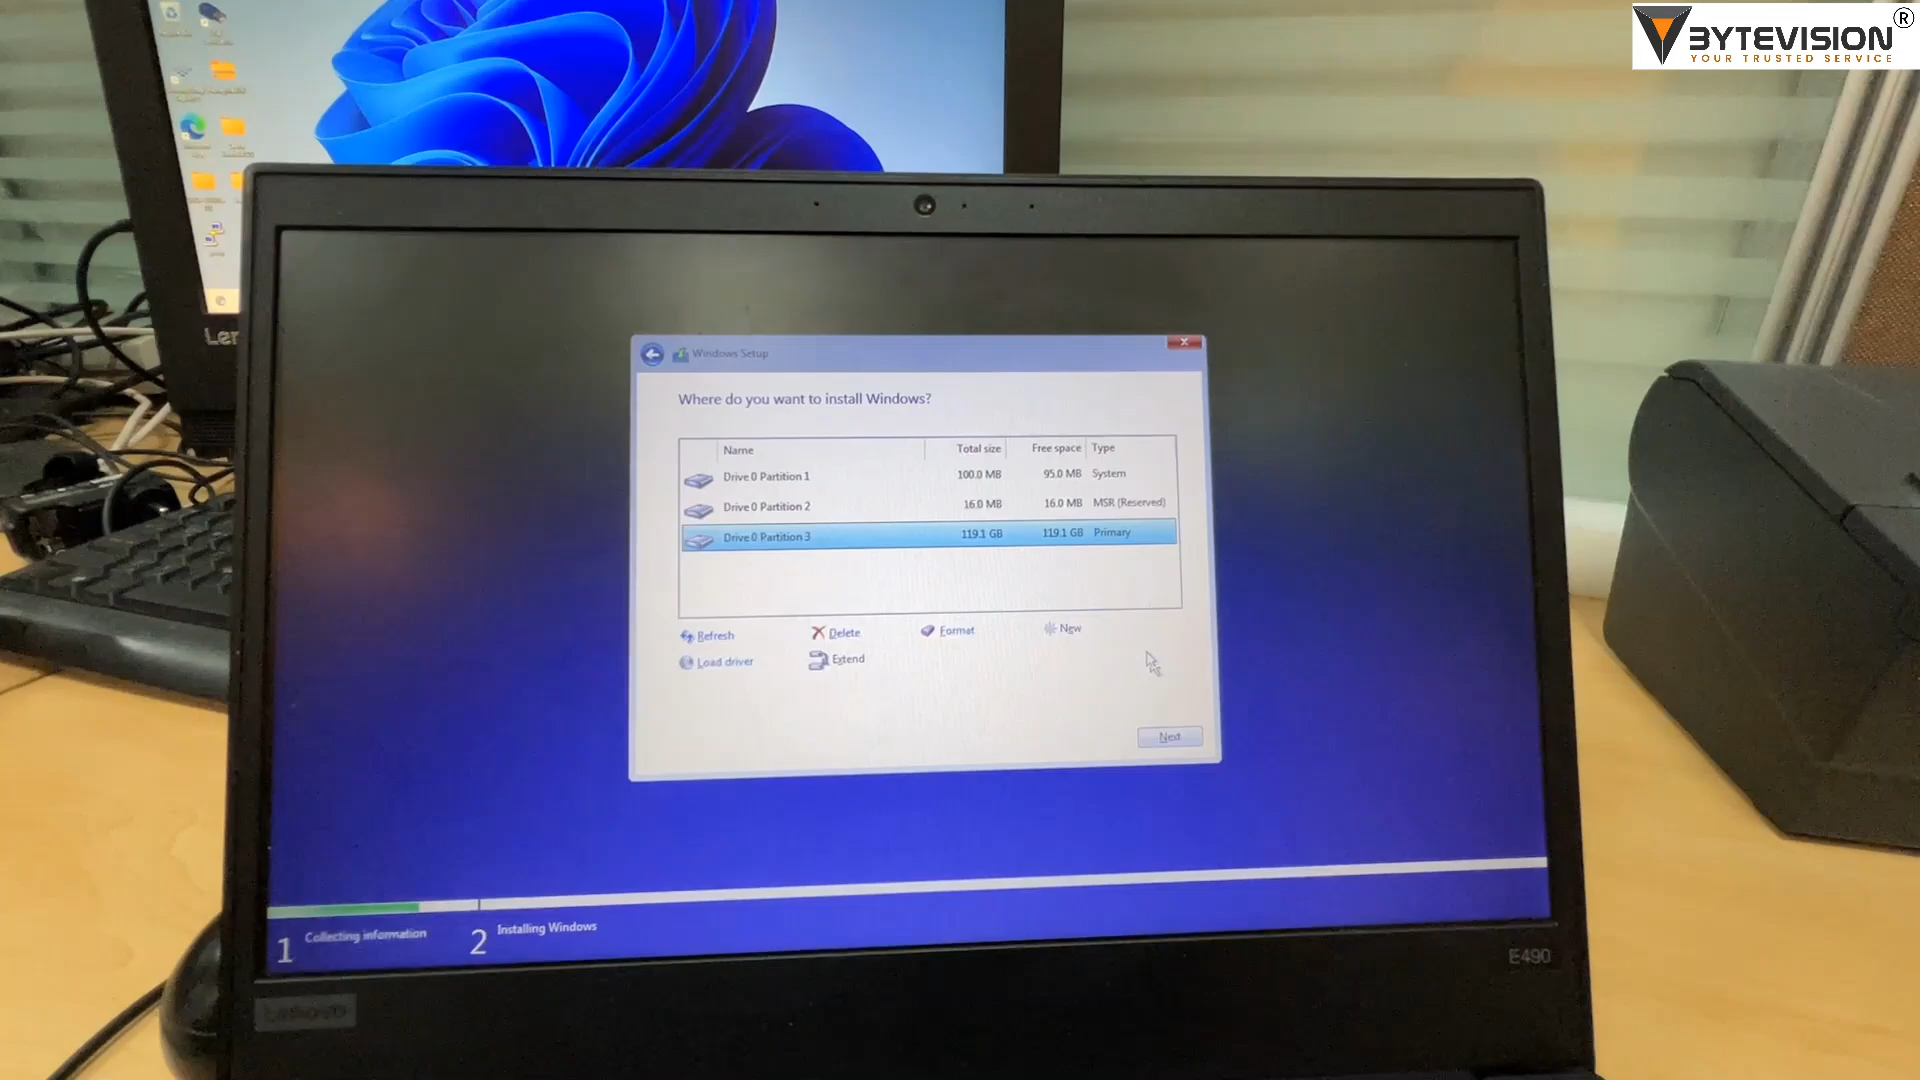 BYTEVISION®
YOUR TRUSTED SERVICE
Windows Setup
Where do you want to install Windows?
Name Total size Free space Type
Drive 0 Partition 1 100.0 MB 95.0 MB System
Drive 0 Partition 2 16.0 MB 16.0 MB MSR (Reserved)
Drive 0 Partition 3 119.1 GB 119.1 GB Primary
Refresh Delete Format New
Load driver Extend
Next
1 Collecting information 2 Installing Windows
E490
Lenovo